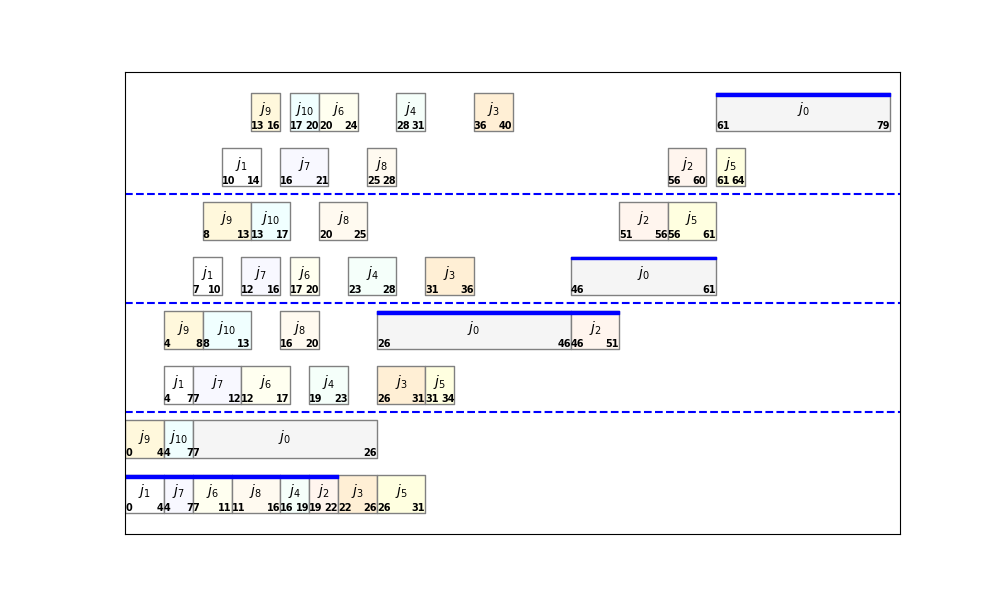 j9 j10 j6 j4 j3 j0
13 16 17 20 20 24 28 31 36 40 61 79
j1 j7 j8 j2 j5
10 14 16 21 25 28 56 60 61 64
j9 j10 j8 j2 j5
8 13 13 17 20 25 51 56 56 61
j1 j7 j6 j4 j3 j0
7 10 12 16 17 20 23 28 31 36 46 61
j9 j10 j8 j0 j2
4 8 8 13 16 20 26 46 46 51
j1 j7 j6 j4 j3 j5
4 7 7 12 12 17 19 23 26 31 31 34
j9 j10 j0
0 4 4 7 7 26
j1 j7 j6 j8 j4 j2 j3 j5
0 4 4 7 7 11 11 16 16 19 19 22 22 26 26 31